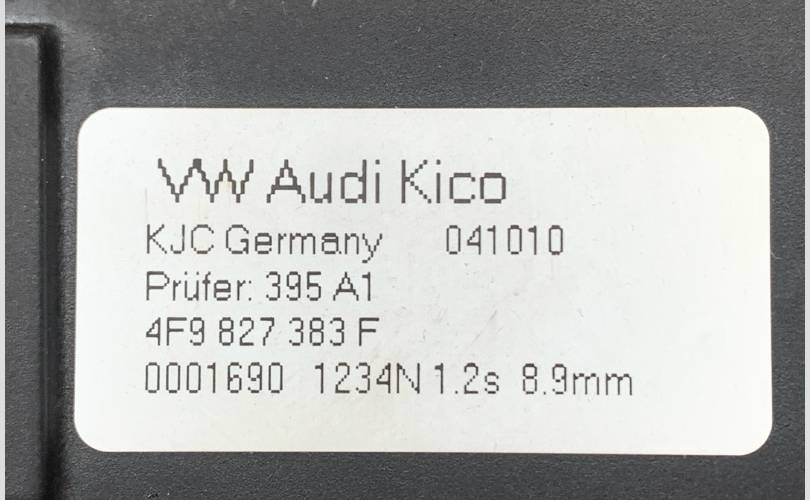 VW Audi Kico
KJC Germany 041010
Prüfer: 395 A1
4F9 827 383 F
0001690 1234N 1.2s 8.9mm